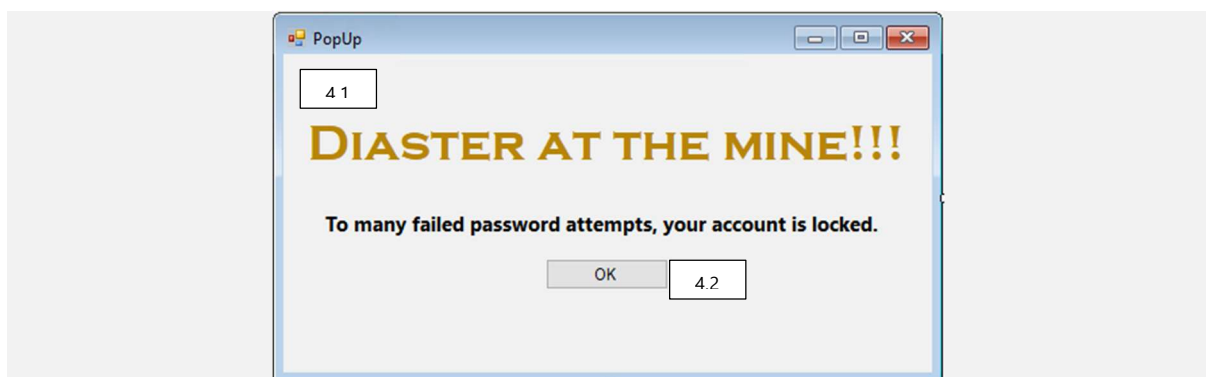 PopUp
4.1
DIASTER AT THE MINE!!!
To many failed password attempts, your account is locked.
OK
4.2